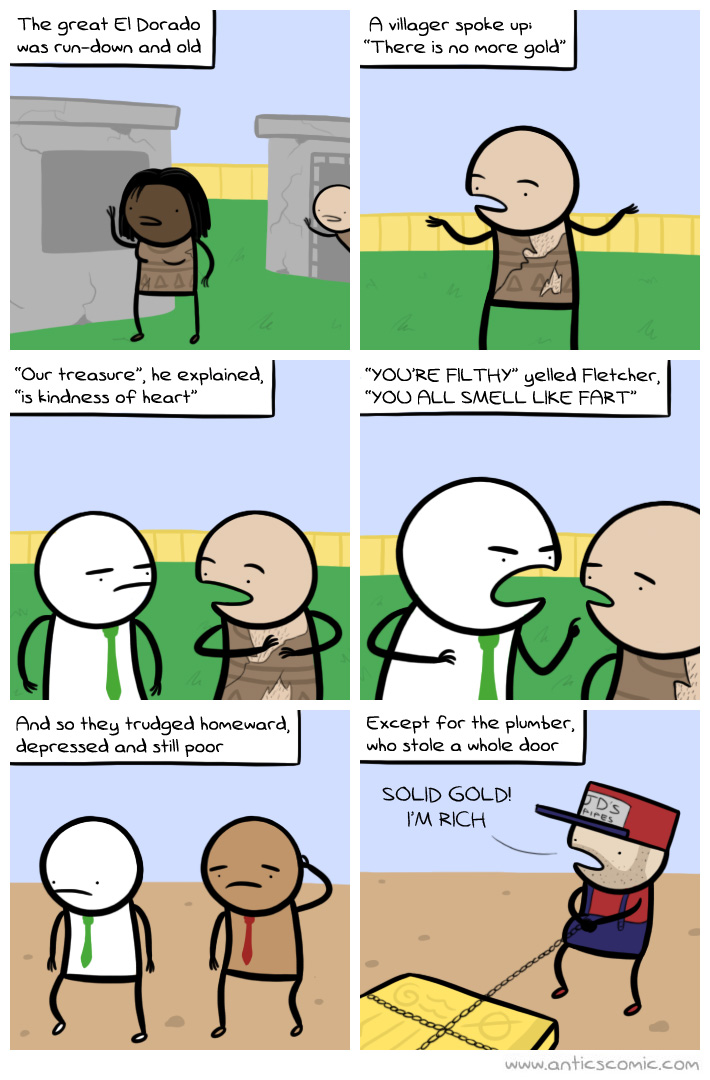 The great El Dorado
was run-down and old
A villager spoke up:
"There is no more gold"
"Our treasure", he explained,
"is kindness of heart"
"YOU'RE FILTHY" yelled Fletcher,
"YOU ALL SMELL LIKE FART"
And so they trudged homeward,
depressed and still poor
Except for the plumber,
who stole a whole door
SOLID GOLD!
I'M RICH
JD'S
PIPES
www.anticscomic.com